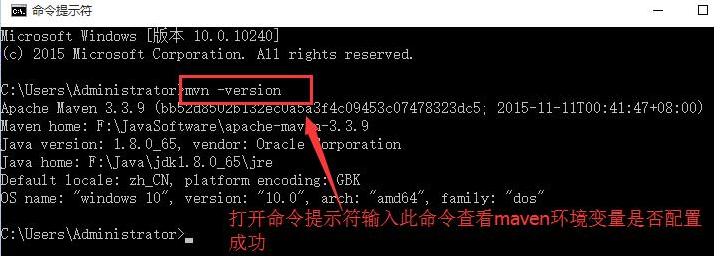 命令提示符
Microsoft Windows [版本 10.0.10240]
(c) 2015 Microsoft Corporation. All rights reserved.
C:\Users\Administrator>mvn -version
Apache Maven 3.3.9 (bb52d8502b132ec0a5a3f4c09453c07478323dc5; 2015-11-11T00:41:47+08:00)
Maven home: F:\JavaSoftware\apache-maven-3.3.9
Java version: 1.8.0_65, vendor: Oracle Corporation
Java home: F:\Java\jdk1.8.0_65\jre
Default locale: zh_CN, platform encoding: GBK
OS name: "windows 10", version: "10.0", arch: "amd64", family: "dos"
打开命令提示符输入此命令查看maven环境变量是否配置
成功
C:\Users\Administrator>